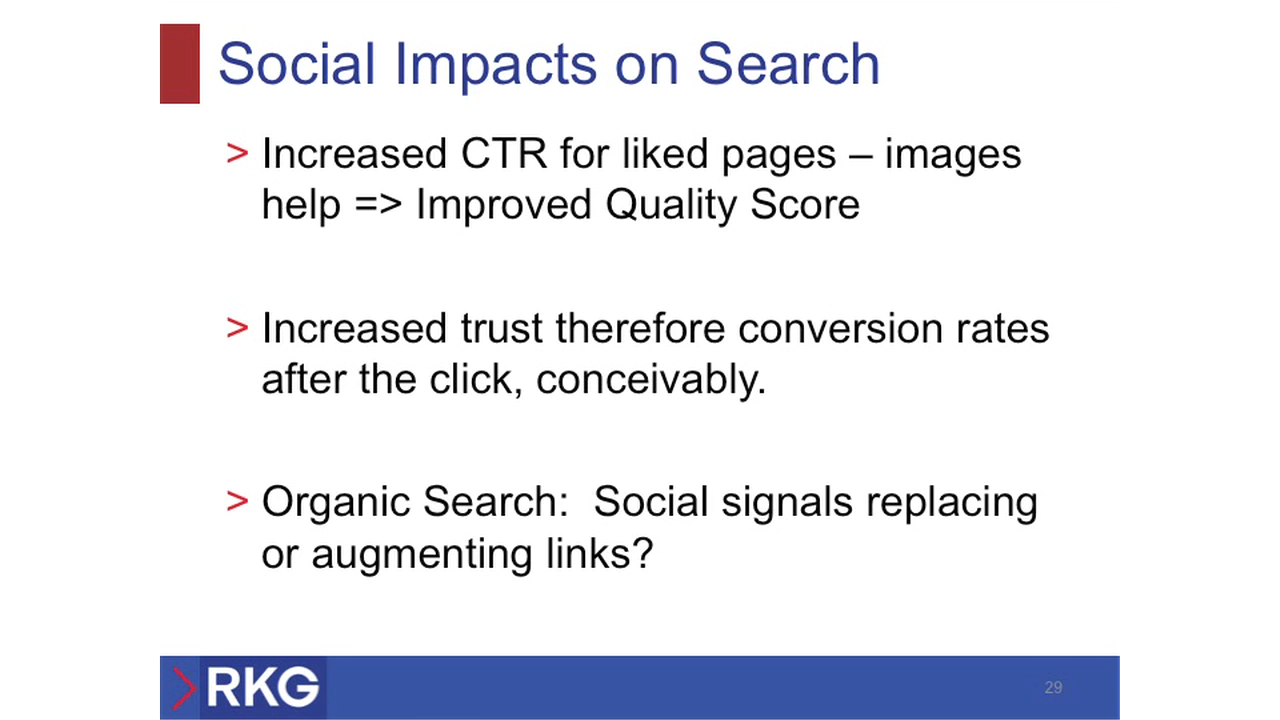 Social Impacts on Search
> Increased CTR for liked pages – images
help => Improved Quality Score
> Increased trust therefore conversion rates
after the click, conceivably.
> Organic Search:  Social signals replacing
or augmenting links?
RKG
29